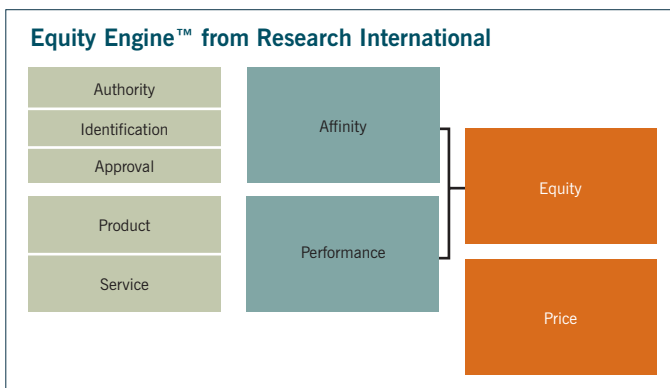 Equity Engine™ from Research International
Authority
Identification
Approval
Product
Service
Affinity
Performance
Equity
Price